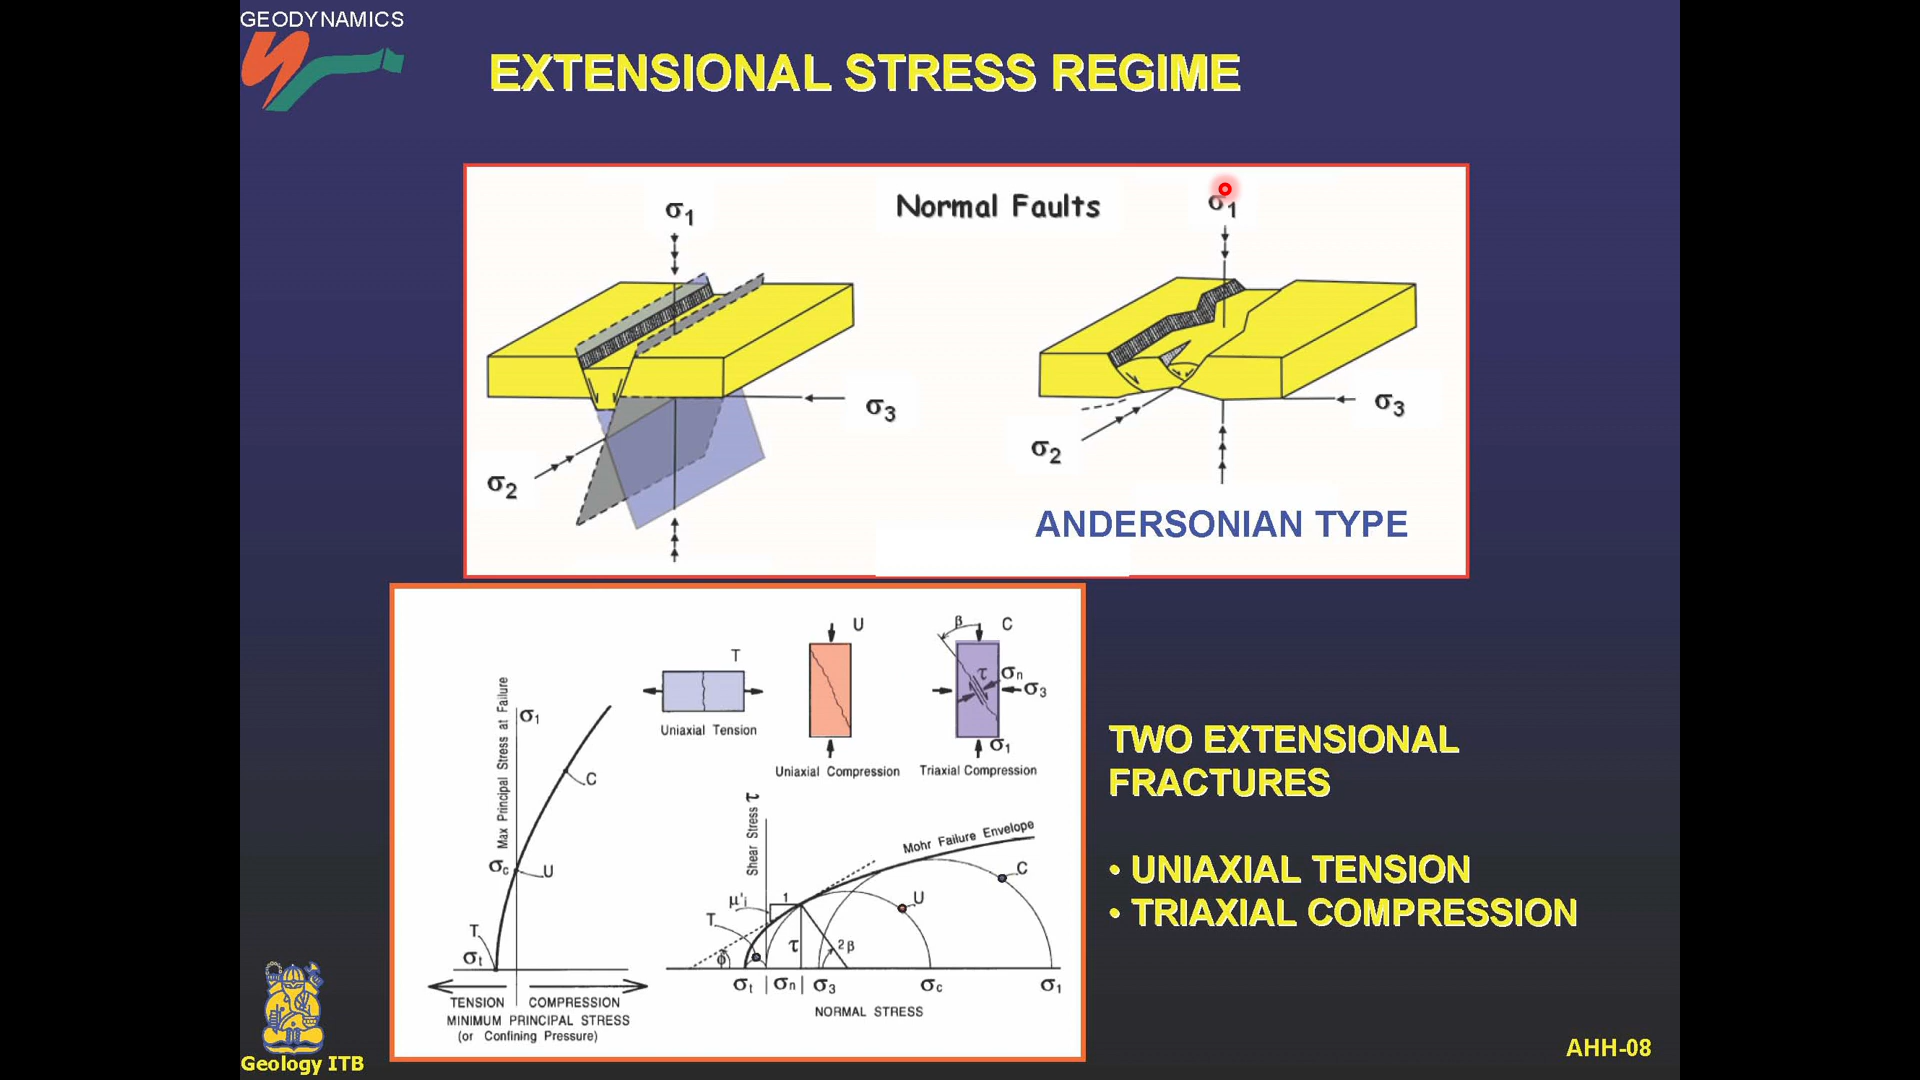 GEODYNAMICS
EXTENSIONAL STRESS REGIME
Normal Faults
σ1
σ1
σ3
σ2
σ3
σ2
ANDERSONIAN TYPE
T
Uniaxial Tension
U
Uniaxial Compression
β
C
τ
σn
σ3
σ1
Triaxial Compression
Max Principal Stress at Failure
σ1
C
σc
U
T
σt
TENSION
COMPRESSION
MINIMUM PRINCIPAL STRESS
(or Confining Pressure)
Shear Stress τ
Mohr Failure Envelope
μ'i
1
T
U
C
ϕ
τ
2β
σt | σn | σ3
σc
σ1
NORMAL STRESS
TWO EXTENSIONAL
FRACTURES
• UNIAXIAL TENSION
• TRIAXIAL COMPRESSION
Geology ITB
AHH-08